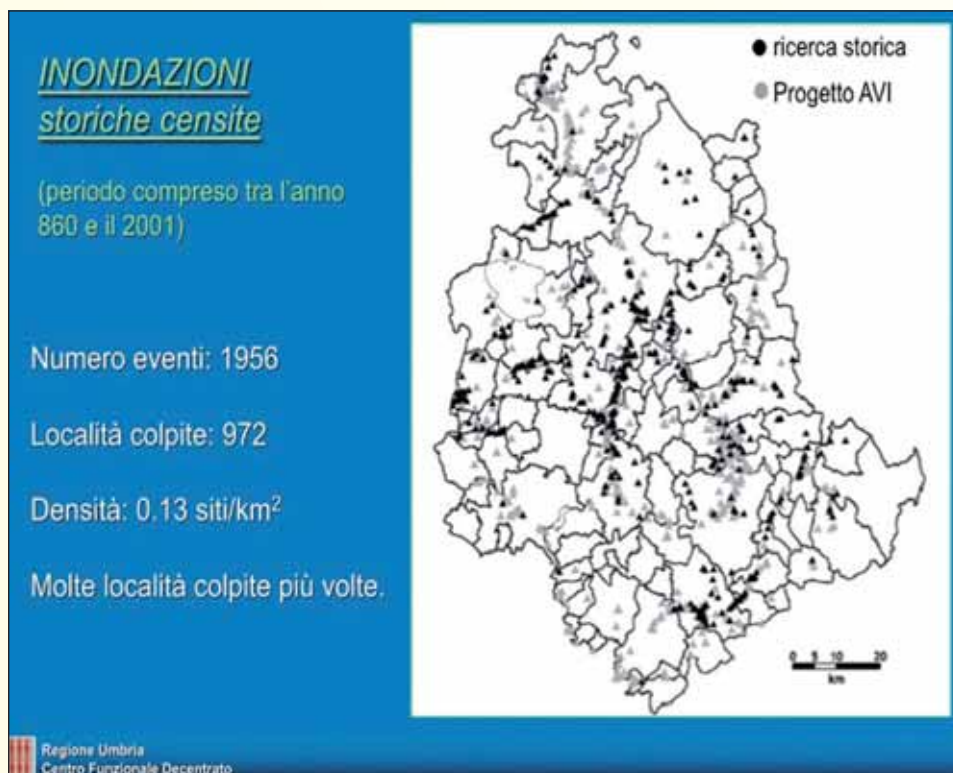 INONDAZIONI
storiche censite
(periodo compreso tra l'anno
860 e il 2001)
Numero eventi: 1956
Località colpite: 972
Densità: 0.13 siti/km²
Molte località colpite più volte.
ricerca storica
Progetto AVI
0 5 10 20
km
Regione Umbria
Centro Funzionale Decentrato